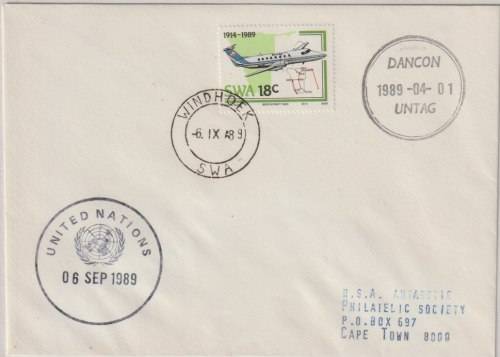 1914-1989
SWA 18c
DANCON
1989-04-01
UNTAG
WINDHOEK
-6. IX 89
SWA
UNITED NATIONS
06 SEP 1989
R.S.A. ANTARCTIC
PHILATELIC SOCIETY
P.O.BOX 697
CAPE TOWN 8000